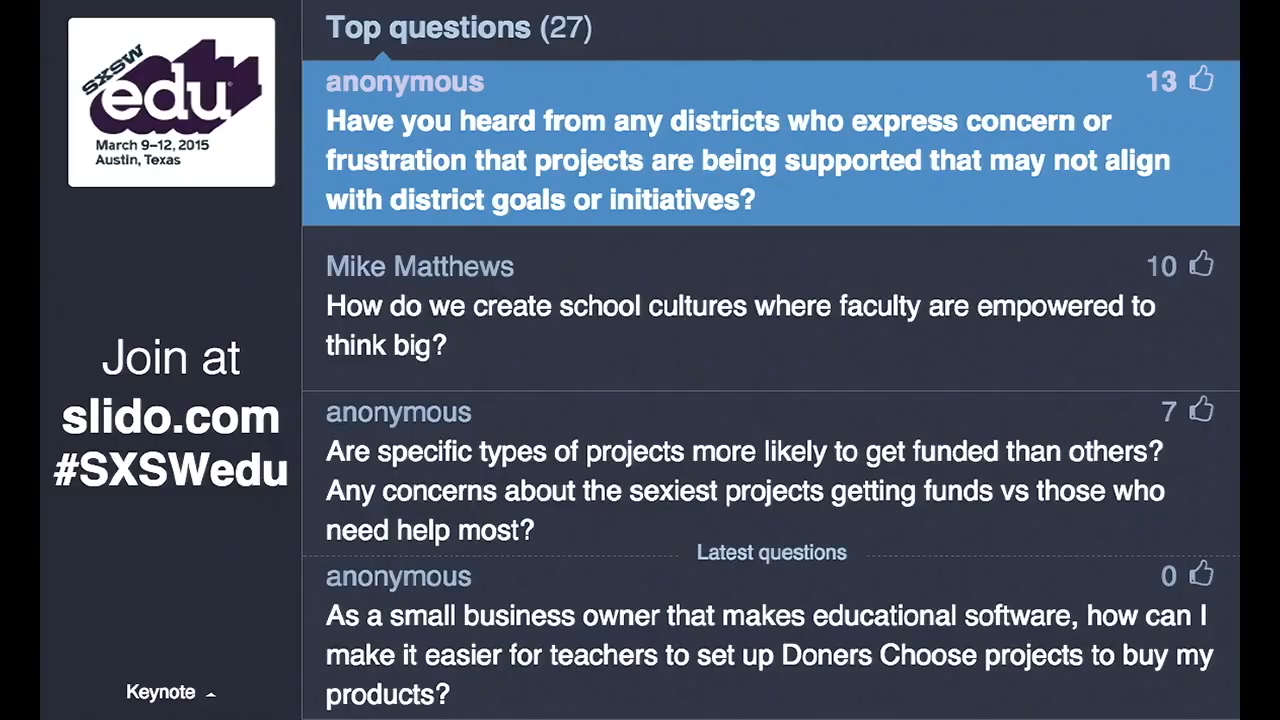 SXSW
edu
March 9–12, 2015
Austin, Texas
Join at
slido.com
#SXSWedu
Keynote
Top questions (27)
anonymous 13
Have you heard from any districts who express concern or
frustration that projects are being supported that may not align
with district goals or initiatives?
Mike Matthews 10
How do we create school cultures where faculty are empowered to
think big?
anonymous 7
Are specific types of projects more likely to get funded than others?
Any concerns about the sexiest projects getting funds vs those who
need help most?
Latest questions
anonymous 0
As a small business owner that makes educational software, how can I
make it easier for teachers to set up Doners Choose projects to buy my
products?